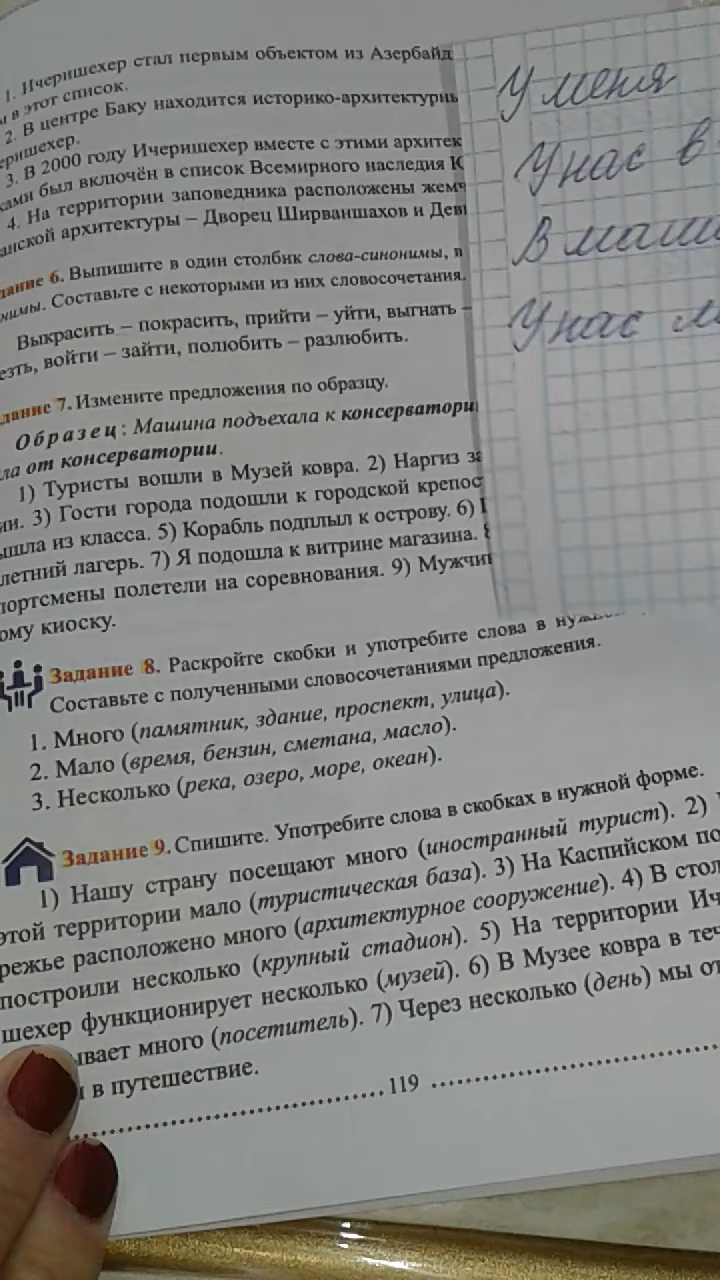 1. Ичеришехер стал первым объектом из Азербайд
в этот список.
2. В центре Баку находится историко-архитектурны
еришехер.
3. В 2000 году Ичеришехер вместе с этими архитек
ками был включён в список Всемирного наследия Ю
4. На территории заповедника расположены жемч
анской архитектуры – Дворец Ширваншахов и Деви
дание 6. Выпишите в один столбик слова-синонимы, в
нимы. Составьте с некоторыми из них словосочетания.
Выкрасить – покрасить, прийти – уйти, выгнать –
езть, войти – зайти, полюбить – разлюбить.
дание 7. Измените предложения по образцу.
Образец: Машина подъехала к консерватори
ла от консерватории.
1) Туристы вошли в Музей ковра. 2) Наргиз за
ии. 3) Гости города подошли к городской крепос
ышла из класса. 5) Корабль подплыл к острову. 6)
летний лагерь. 7) Я подошла к витрине магазина.
портсмены полетели на соревнования. 9) Мужчи
ому киоску.
Задание 8. Раскройте скобки и употребите слова в
Составьте с полученными словосочетаниями предложения.
1. Много (памятник, здание, проспект, улица).
2. Мало (время, бензин, сметана, масло).
3. Несколько (река, озеро, море, океан).
Задание 9. Спишите. Употребите слова в скобках в нужной форме.
1) Нашу страну посещают много (иностранный турист). 2)
этой территории мало (туристическая база). 3) На Каспийском по
режье расположено много (архитектурное сооружение). 4) В стол
построили несколько (крупный стадион). 5) На территории Ич
шехер функционирует несколько (музей). 6) В Музее ковра в теч
ывает много (посетитель). 7) Через несколько (день) мы от
в путешествие.
119
У меня
У нас в
В маши
У нас м